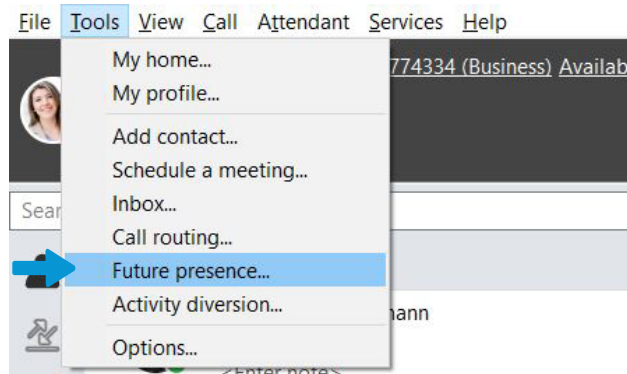 File Tools View Call Attendant Services Help
My home...
774334 (Business) Availab
My profile...
Add contact...
Schedule a meeting...
Sear
Inbox...
Call routing...
Future presence...
Activity diversion...
nann
Options...
<Enter note>